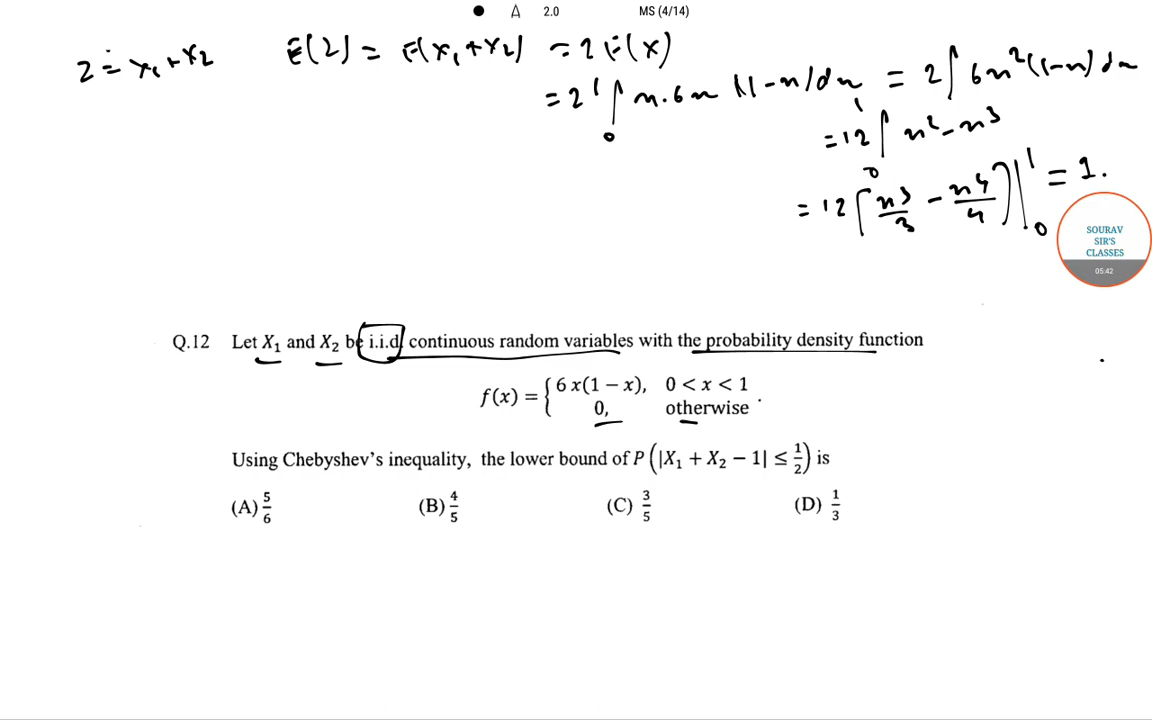 2.0 MS (4/14)
Z = X₁ + X₂ E(Z) = E(X₁ + X₂) = 2 E(X)
= 2 ∫₀¹ x . 6x (1 - x) dx = 2 ∫ 6x² (1 - x) dx
= 12 ∫₀¹ x² - x³
= 12 [ x³/3 - x⁴/4 ) |₀¹ = 1.
SOURAV
SIR'S
CLASSES
05:42
Q.12 Let X₁ and X₂ be i.i.d. continuous random variables with the probability density function
f(x) = { 6 x(1 − x), 0 < x < 1
0, otherwise .
Using Chebyshev's inequality, the lower bound of P (|X₁ + X₂ − 1| ≤ 1/2) is
(A) 5/6 (B) 4/5 (C) 3/5 (D) 1/3